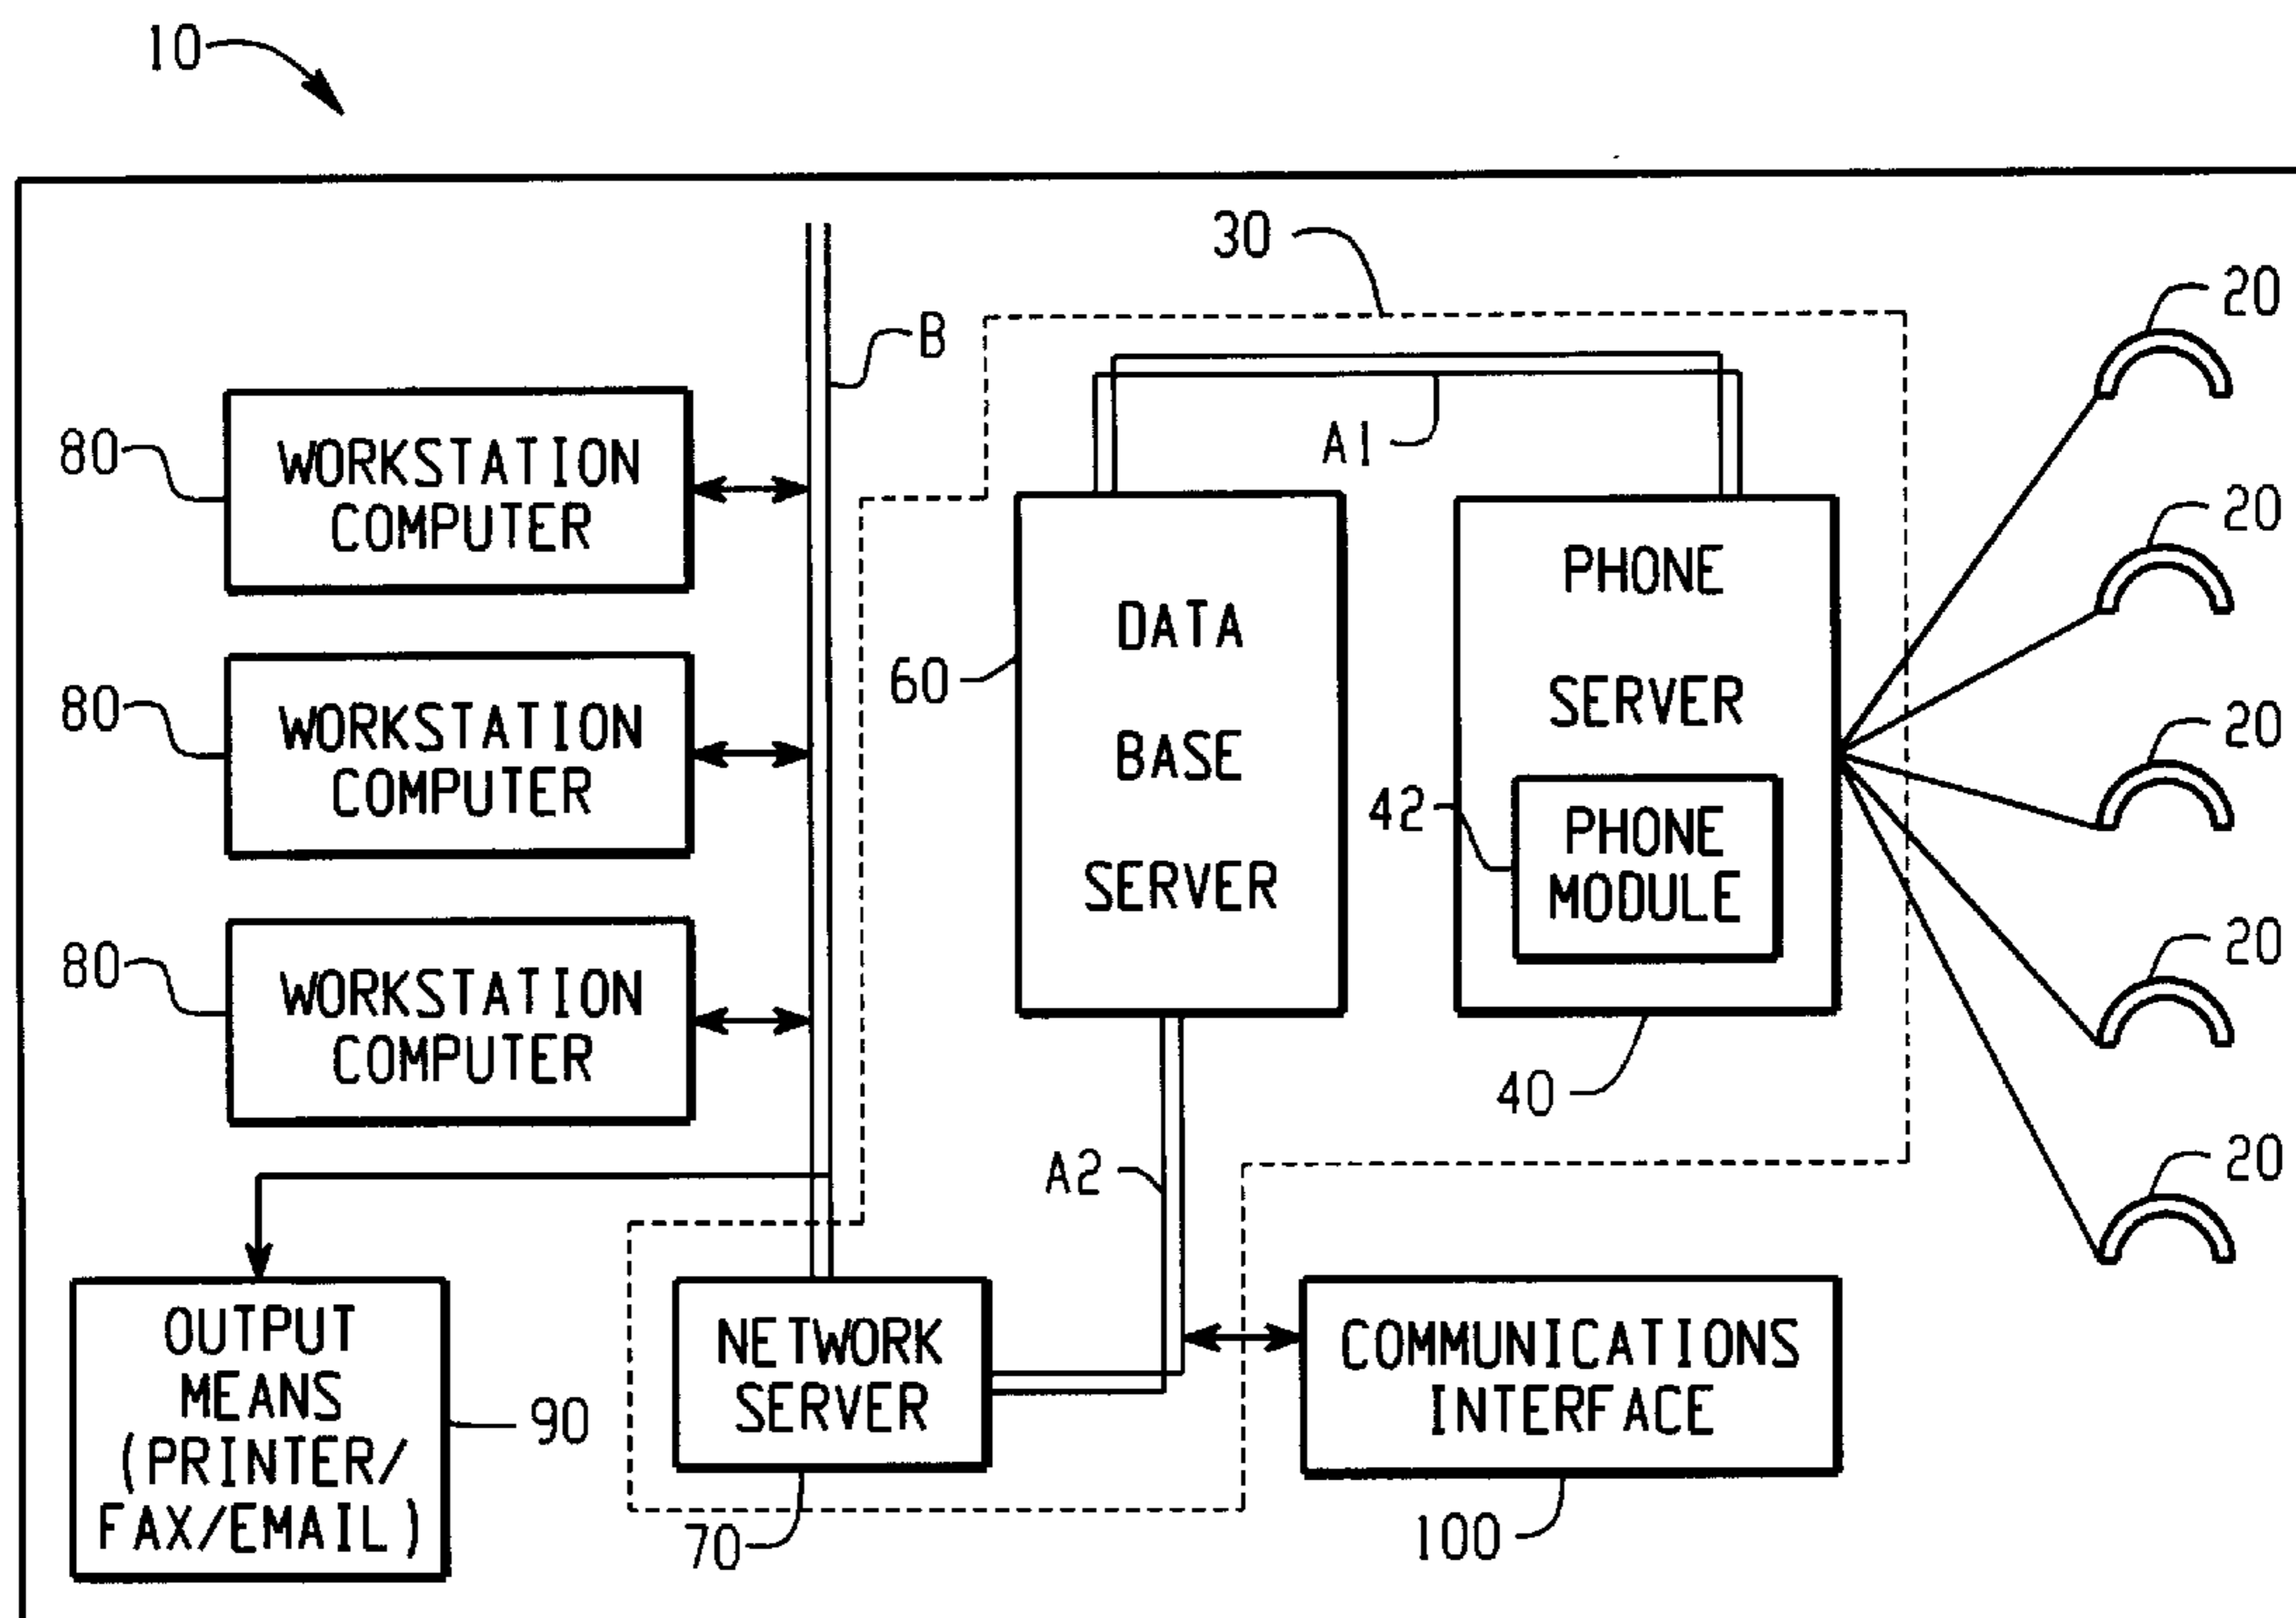 10
30
20
B
80
WORKSTATION
COMPUTER
A1
20
PHONE
SERVER
DATA
BASE
SERVER
60
80
WORKSTATION
COMPUTER
20
42
PHONE
MODULE
80
WORKSTATION
COMPUTER
20
40
A2
20
OUTPUT
MEANS
(PRINTER/
FAX/EMAIL)
90
NETWORK
SERVER
70
COMMUNICATIONS
INTERFACE
100